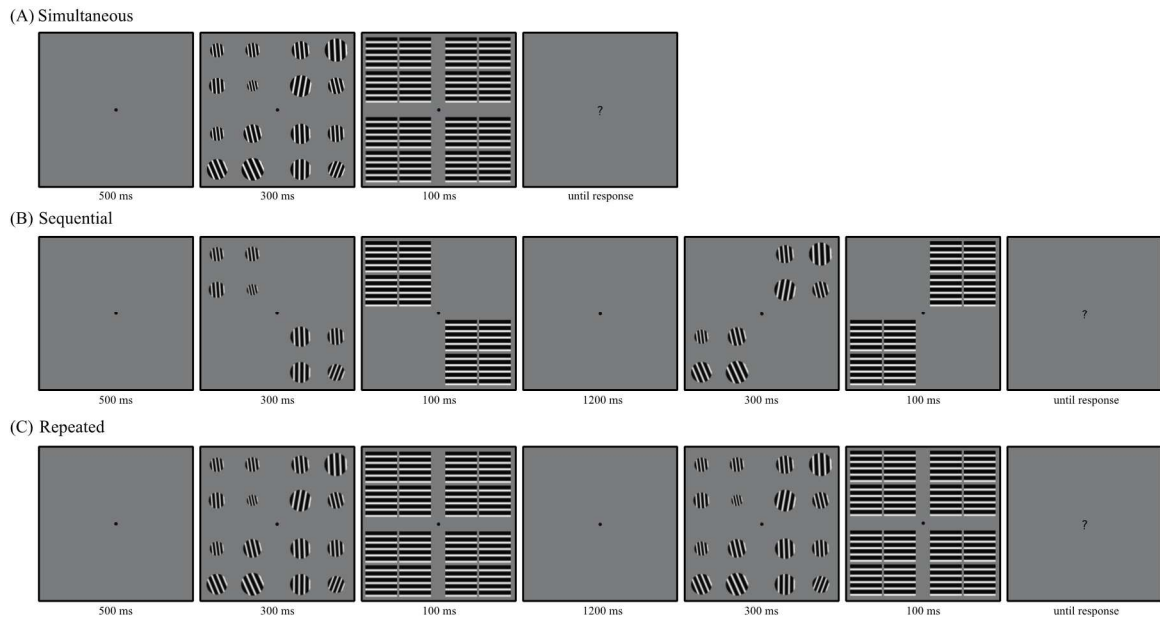 (A) Simultaneous
?
500 ms 300 ms 100 ms until response
(B) Sequential
?
500 ms 300 ms 100 ms 1200 ms 300 ms 100 ms until response
(C) Repeated
?
500 ms 300 ms 100 ms 1200 ms 300 ms 100 ms until response